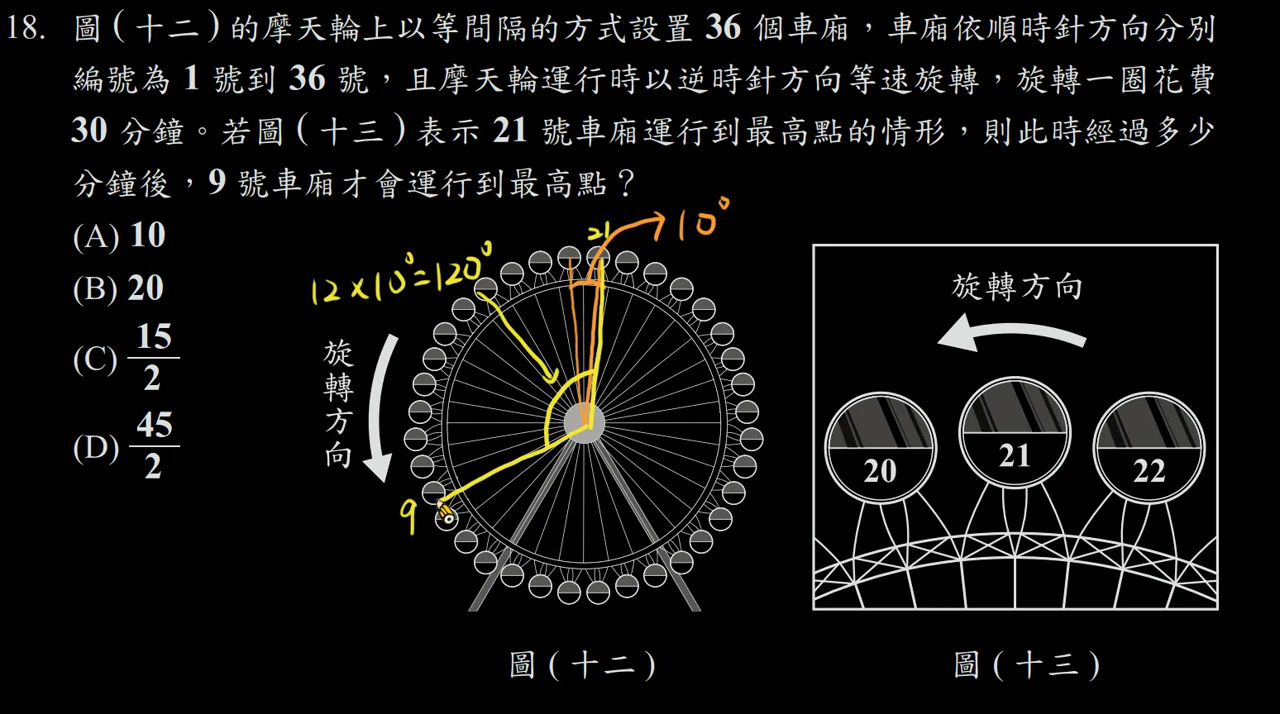 18. 圖(十二)的摩天輪上以等間隔的方式設置 36 個車廂，車廂依順時針方向分別
編號為 1 號到 36 號，且摩天輪運行時以逆時針方向等速旋轉，旋轉一圈花費
30 分鐘。若圖(十三)表示 21 號車廂運行到最高點的情形，則此時經過多少
分鐘後，9 號車廂才會運行到最高點？
(A) 10
(B) 20
(C) 15/2
(D) 45/2
12×10°=120°
21
10°
旋轉方向
9
圖(十二)
旋轉方向
20 21 22
圖(十三)